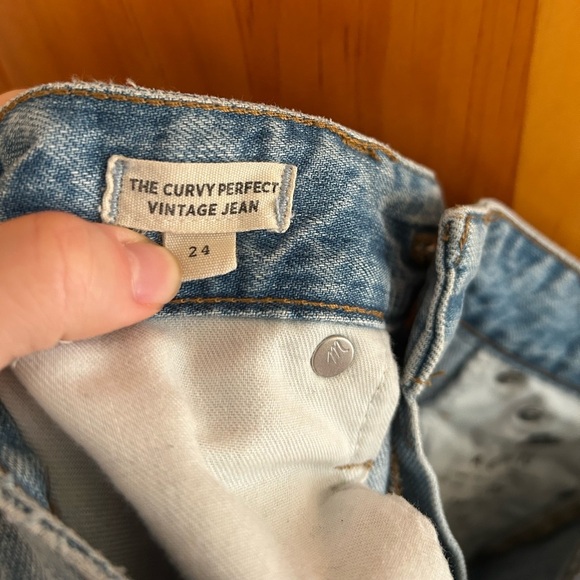 THE CURVY PERFECT
VINTAGE JEAN
24
M